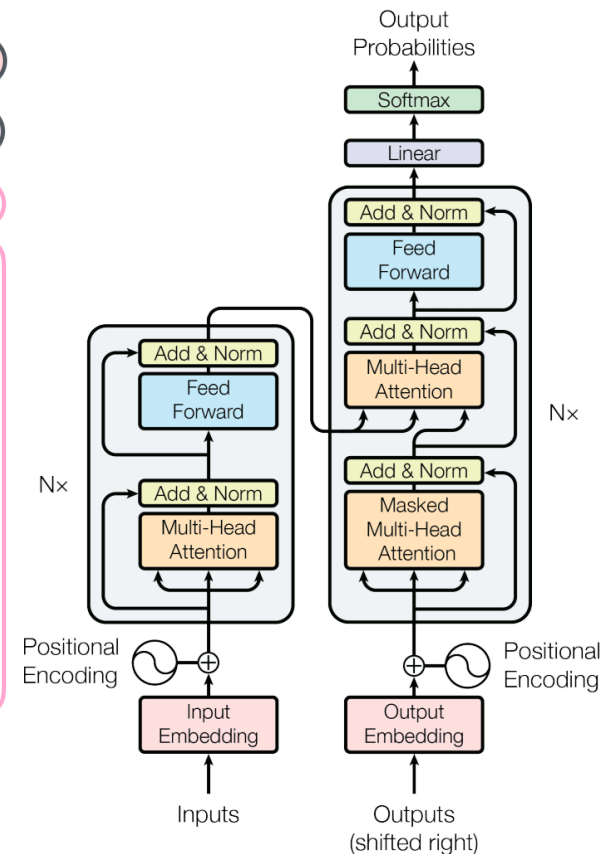 Output
Probabilities
Softmax
Linear
Add & Norm
Feed
Forward
Add & Norm
Multi-Head
Attention
Add & Norm
Masked
Multi-Head
Attention
N×
Add & Norm
Feed
Forward
Add & Norm
Multi-Head
Attention
N×
Positional
Encoding
Positional
Encoding
Input
Embedding
Output
Embedding
Inputs
Outputs
(shifted right)